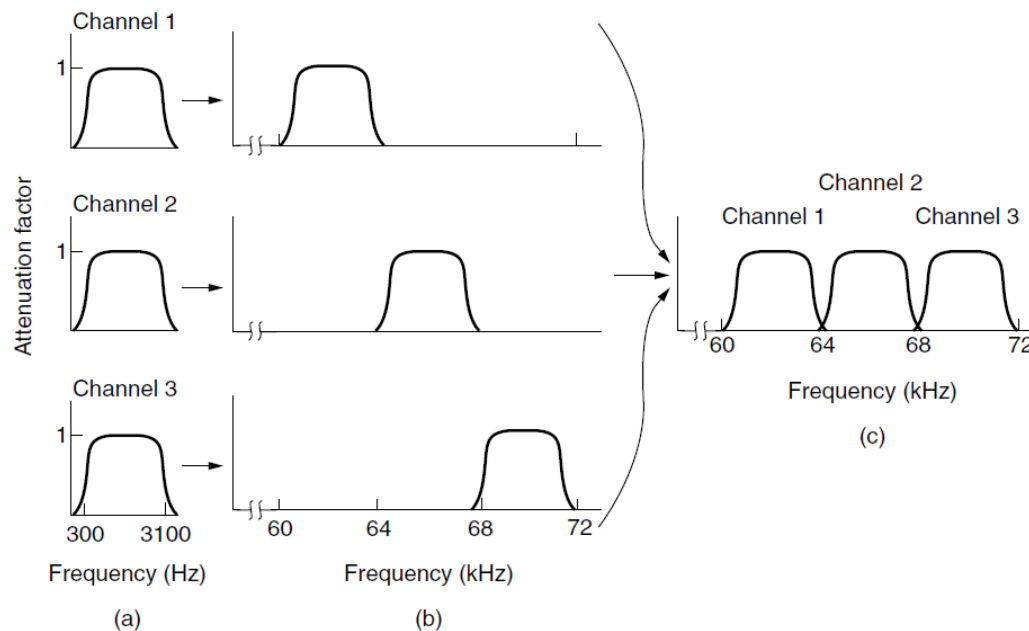 Channel 1
1
Attenuation factor
Channel 2
1
Channel 3
1
300 3100
Frequency (Hz)
(a)
60 64 68 72
Frequency (kHz)
(b)
Channel 2
Channel 1 Channel 3
60 64 68 72
Frequency (kHz)
(c)